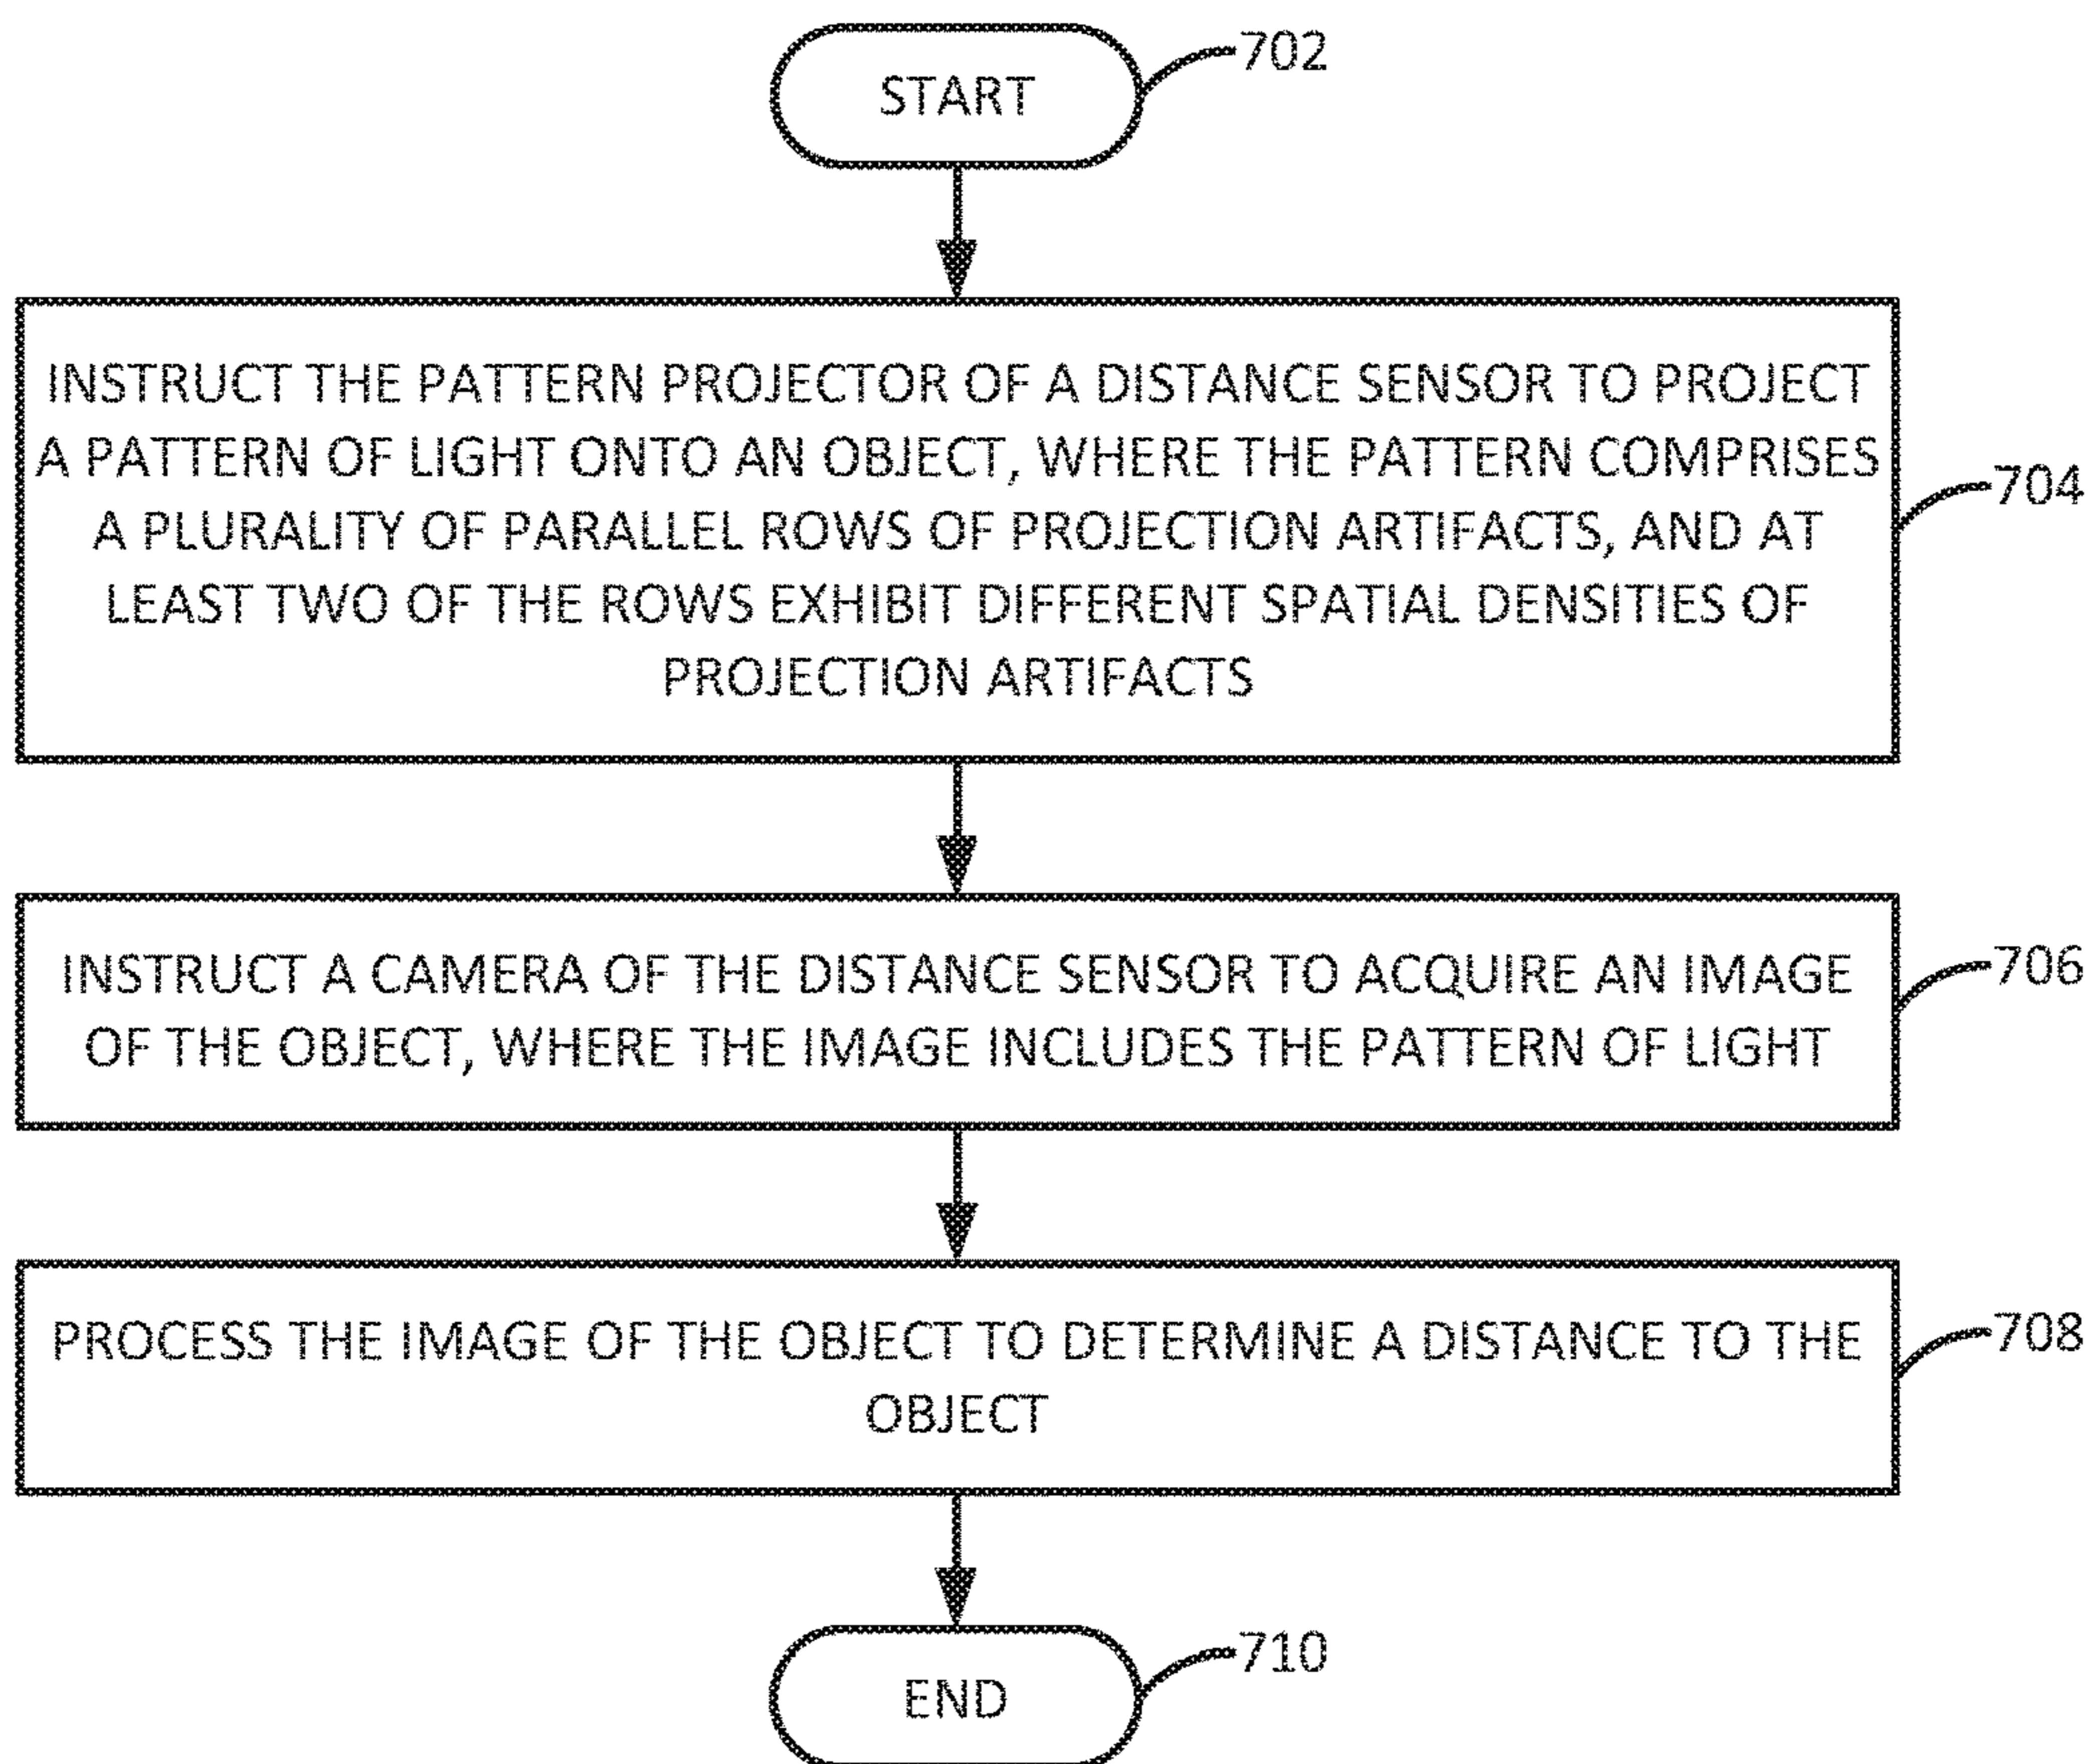 START
702
INSTRUCT THE PATTERN PROJECTOR OF A DISTANCE SENSOR TO PROJECT
A PATTERN OF LIGHT ONTO AN OBJECT, WHERE THE PATTERN COMPRISES
A PLURALITY OF PARALLEL ROWS OF PROJECTION ARTIFACTS, AND AT
LEAST TWO OF THE ROWS EXHIBIT DIFFERENT SPATIAL DENSITIES OF
PROJECTION ARTIFACTS
704
INSTRUCT A CAMERA OF THE DISTANCE SENSOR TO ACQUIRE AN IMAGE
OF THE OBJECT, WHERE THE IMAGE INCLUDES THE PATTERN OF LIGHT
706
PROCESS THE IMAGE OF THE OBJECT TO DETERMINE A DISTANCE TO THE
OBJECT
708
END
710